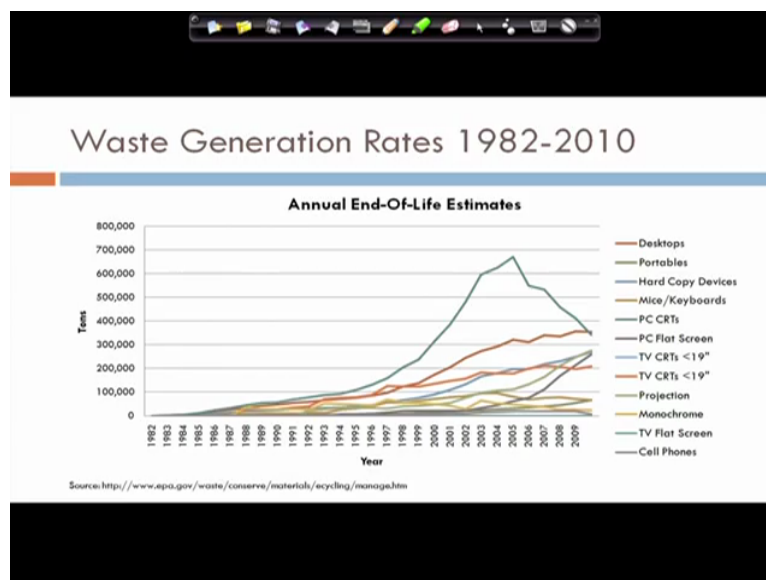 Waste Generation Rates 1982-2010
Annual End-Of-Life Estimates
800,000
700,000
600,000
500,000
400,000
300,000
200,000
100,000
0
Tons
1982
1983
1984
1985
1986
1987
1988
1989
1990
1991
1992
1993
1994
1995
1996
1997
1998
1999
2000
2001
2002
2003
2004
2005
2006
2007
2008
2009
Year
Desktops
Portables
Hard Copy Devices
Mice/Keyboards
PC CRTs
PC Flat Screen
TV CRTs <19"
TV CRTs <19"
Projection
Monochrome
TV Flat Screen
Cell Phones
Source: http://www.epa.gov/waste/conserve/materials/ecycling/manage.htm